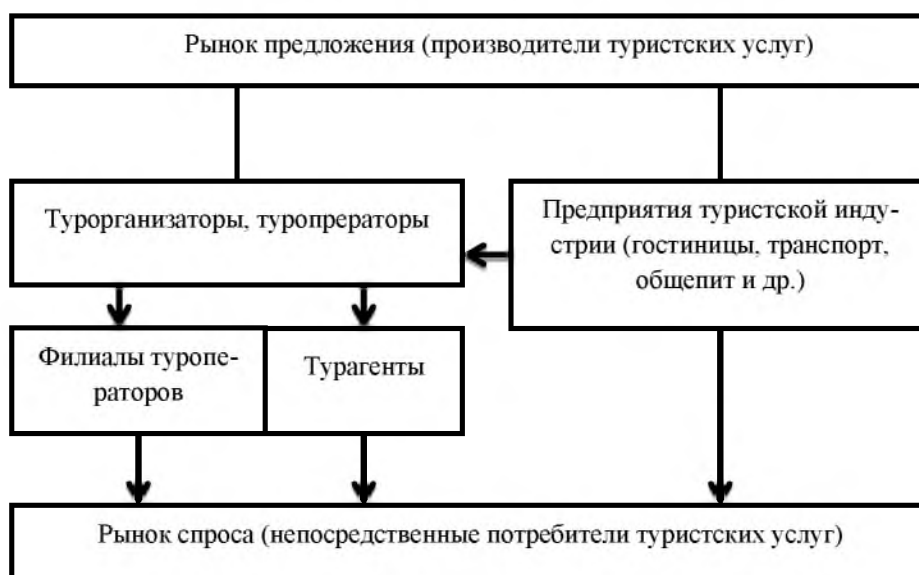 Рынок предложения (производители туристских услуг)
Турорганизаторы, туопрераторы
Предприятия туристской инду-
стрии (гостиницы, транспорт,
общепит и др.)
Филиалы туропе-
раторов
Турагенты
Рынок спроса (непосредственные потребители туристских услуг)